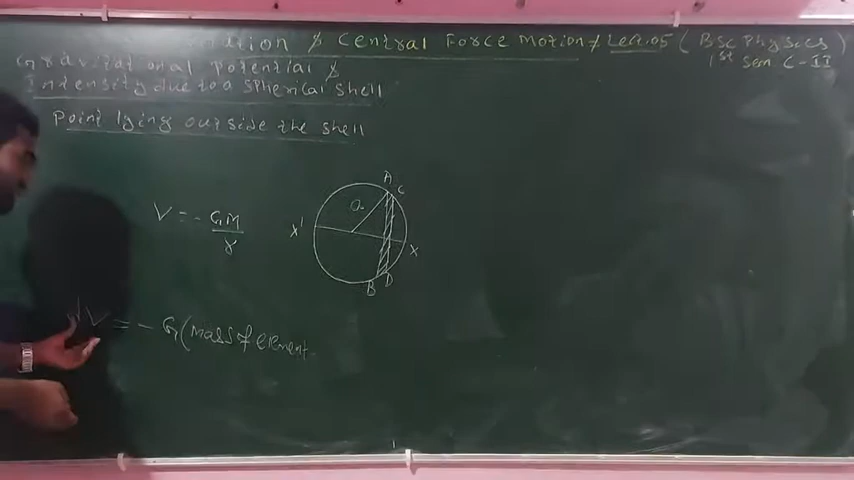 Central Force Motion Lect. 05 ( BSc Physics
1st Sem C-II
Gravitational Potential &
Intensity due to a spherical shell
Point lying outside the shell
A
C
a
V = - GM
r
X'
X
B D
dV = - G (Mass of element